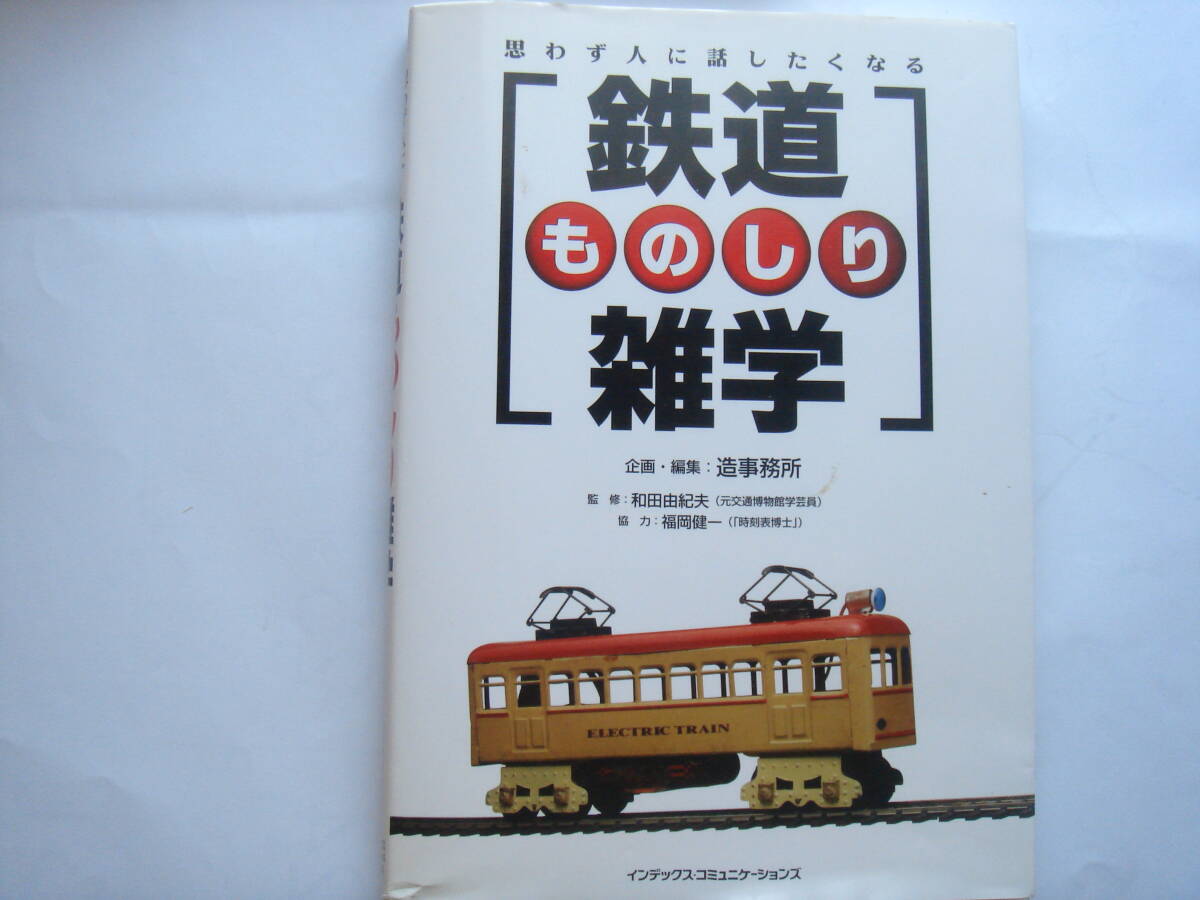 思わず人に話したくなる
鉄道
ものしり
雑学
企画・編集：造事務所
監 修：和田由紀夫（元交通博物館学芸員）
協 力：福岡健一（「時刻表博士」）
ELECTRIC TRAIN
インデックス・コミュニケーションズ